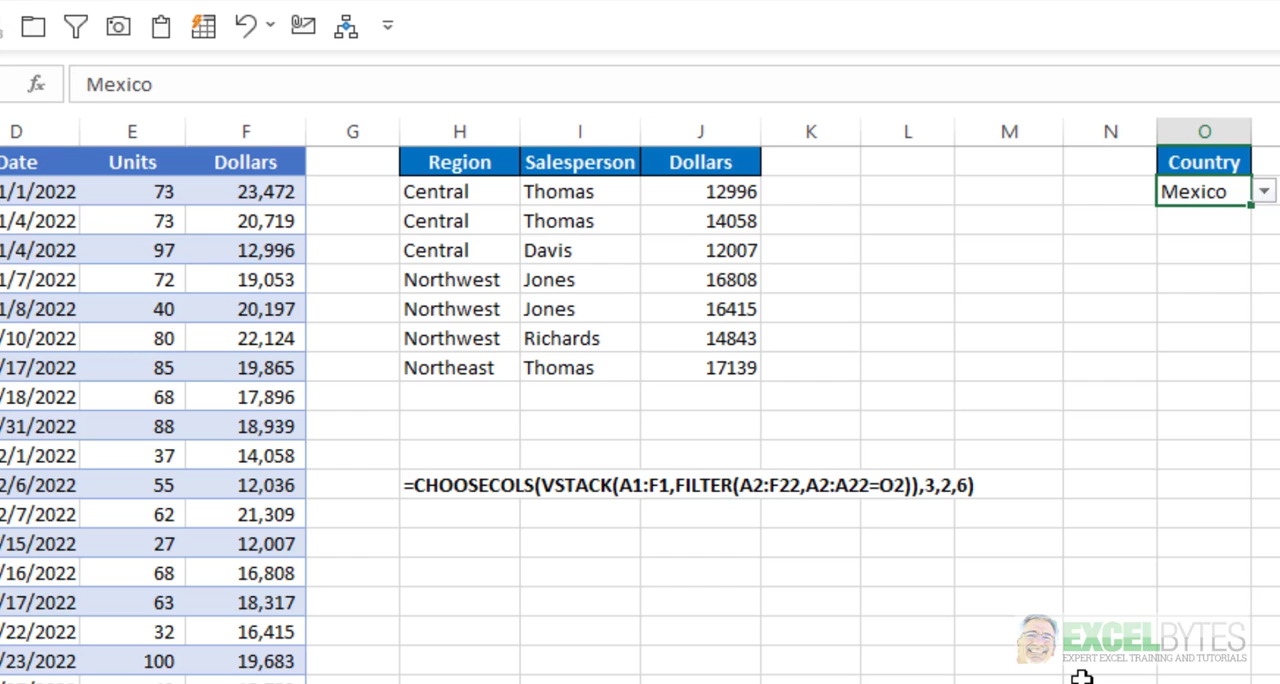 fx Mexico
D E F G H I J K L M N O
Date Units Dollars Region Salesperson Dollars Country
1/1/2022 73 23,472 Central Thomas 12996 Mexico
1/4/2022 73 20,719 Central Thomas 14058
1/4/2022 97 12,996 Central Davis 12007
1/7/2022 72 19,053 Northwest Jones 16808
1/8/2022 40 20,197 Northwest Jones 16415
/10/2022 80 22,124 Northwest Richards 14843
/17/2022 85 19,865 Northeast Thomas 17139
/18/2022 68 17,896
/31/2022 88 18,939
2/1/2022 37 14,058
2/6/2022 55 12,036 =CHOOSECOLS(VSTACK(A1:F1,FILTER(A2:F22,A2:A22=O2)),3,2,6)
2/7/2022 62 21,309
/15/2022 27 12,007
/16/2022 68 16,808
/17/2022 63 18,317
/22/2022 32 16,415
/23/2022 100 19,683
EXCELBYTES
EXPERT EXCEL TRAINING AND TUTORIALS